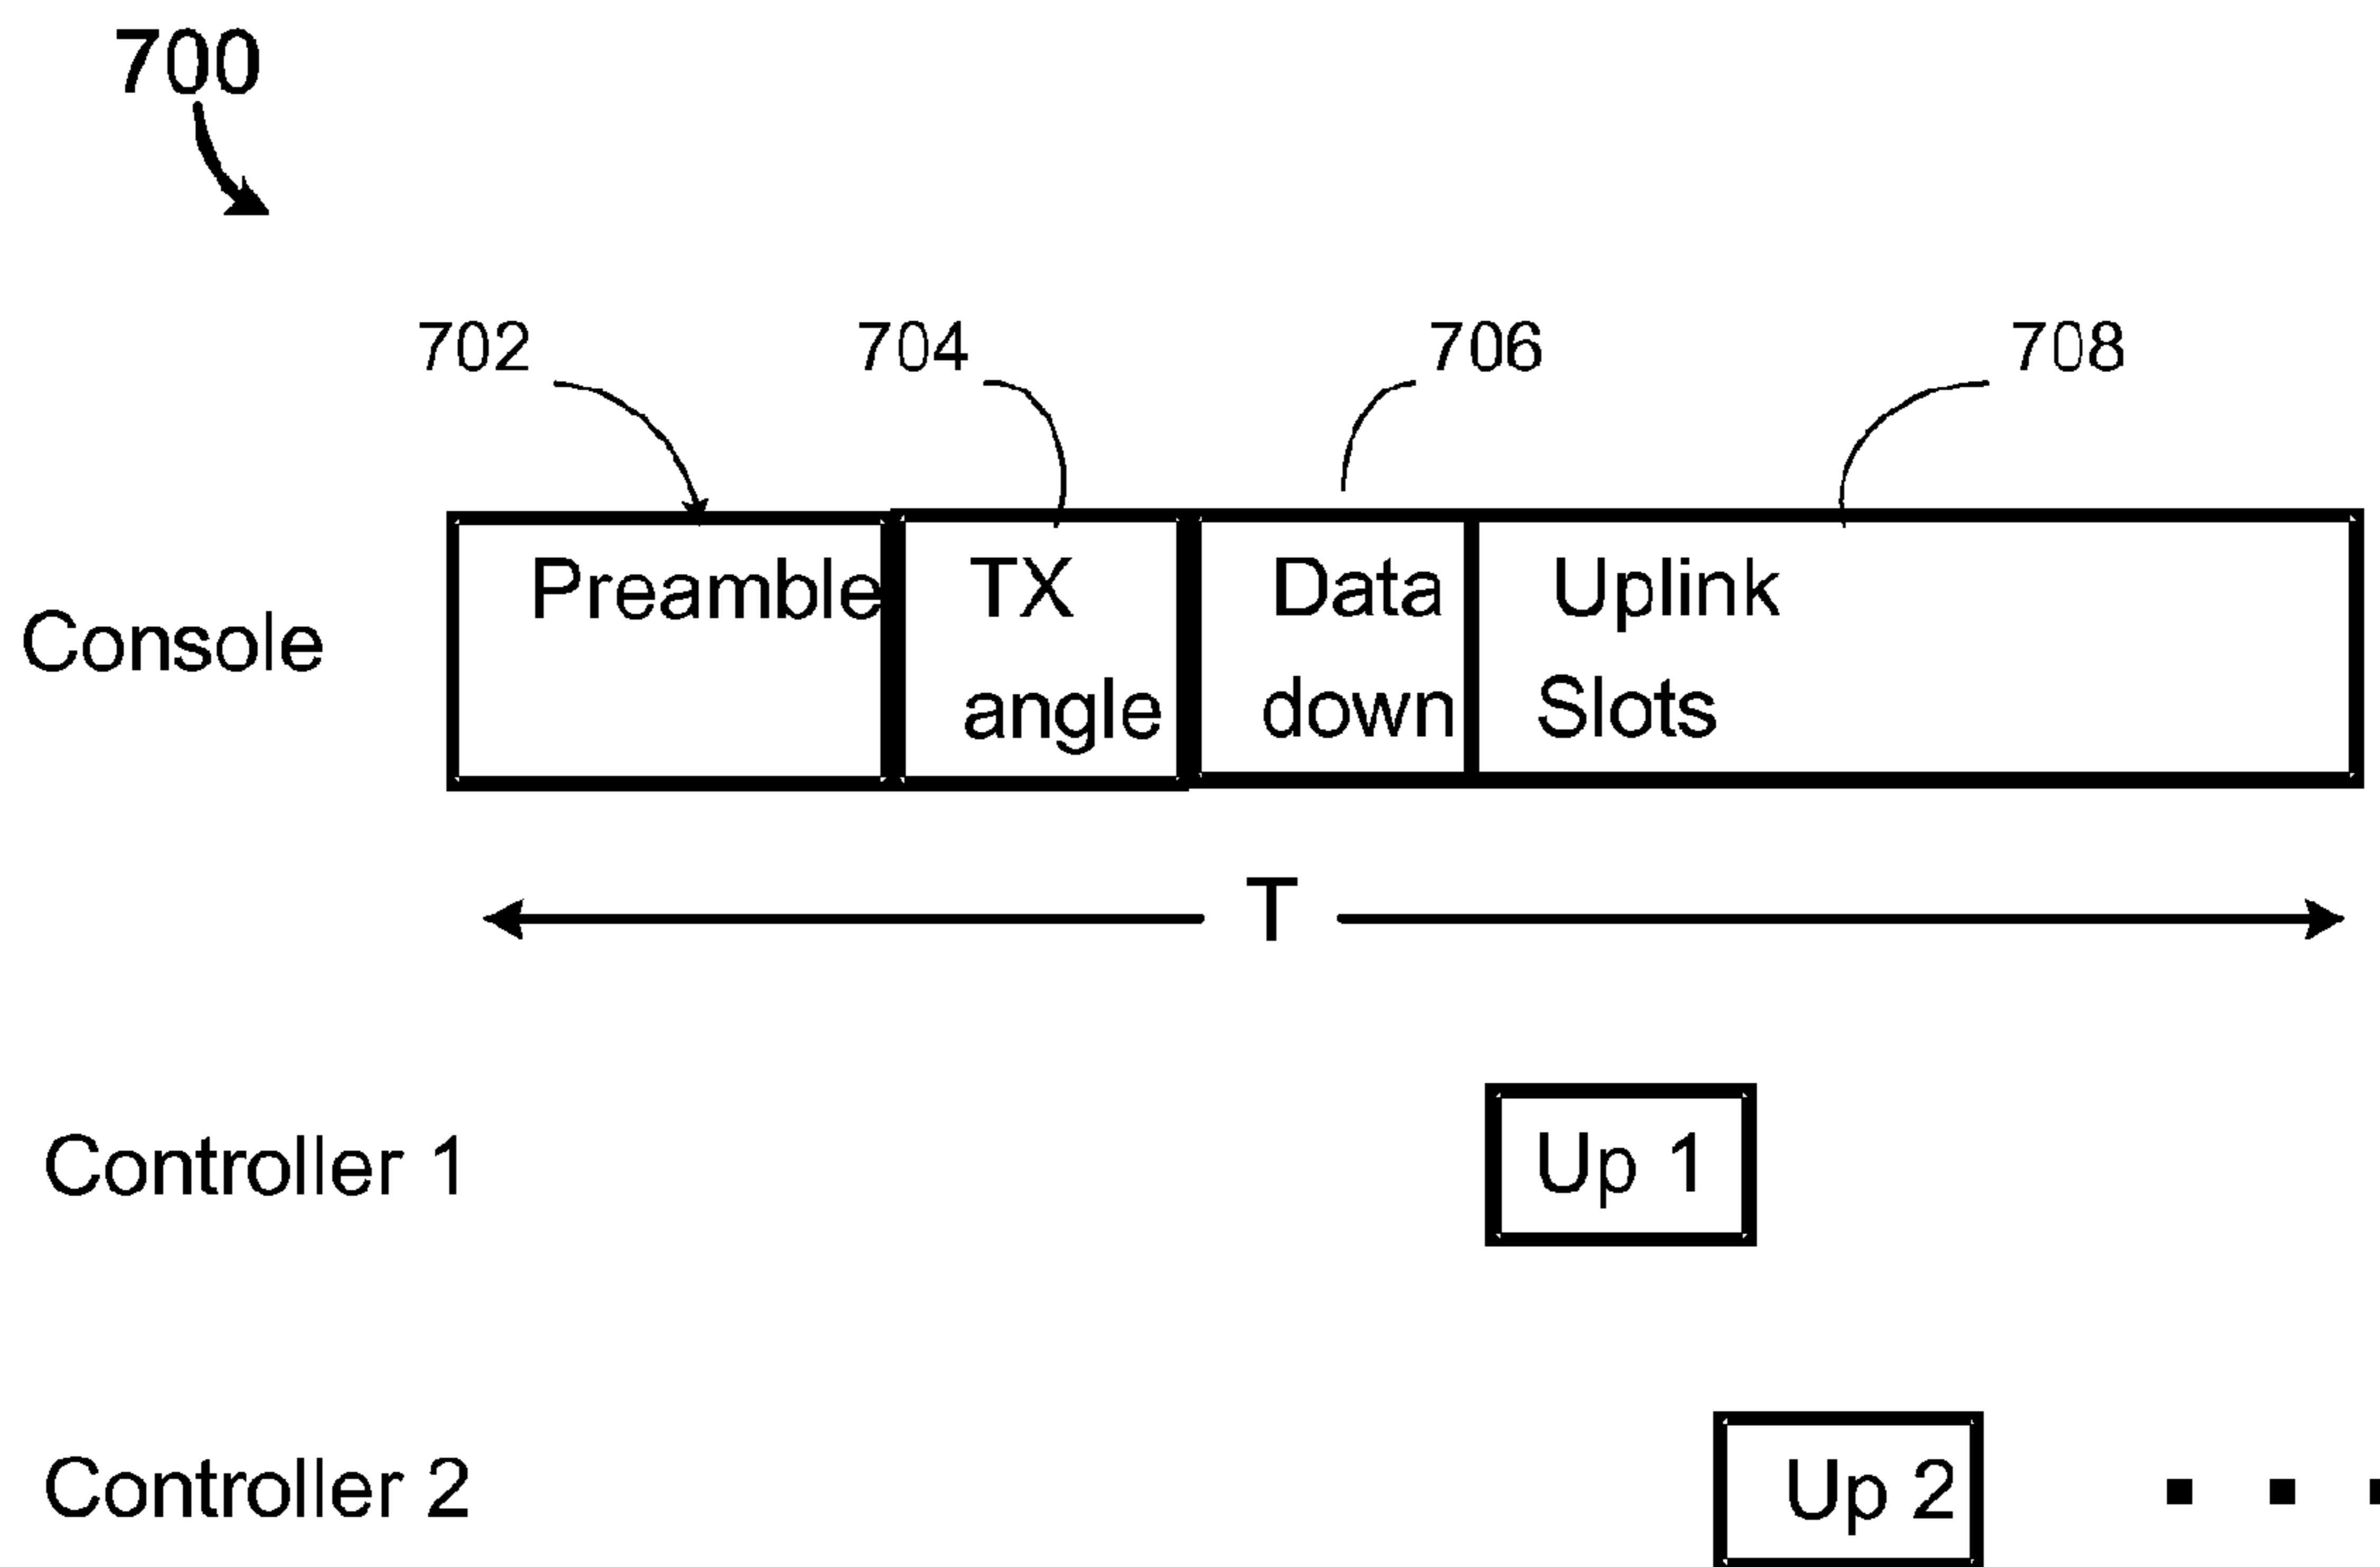 700
702 704 706 708
Console
Preamble TX Data Uplink
angle down Slots
T
Controller 1
Up 1
Controller 2
Up 2